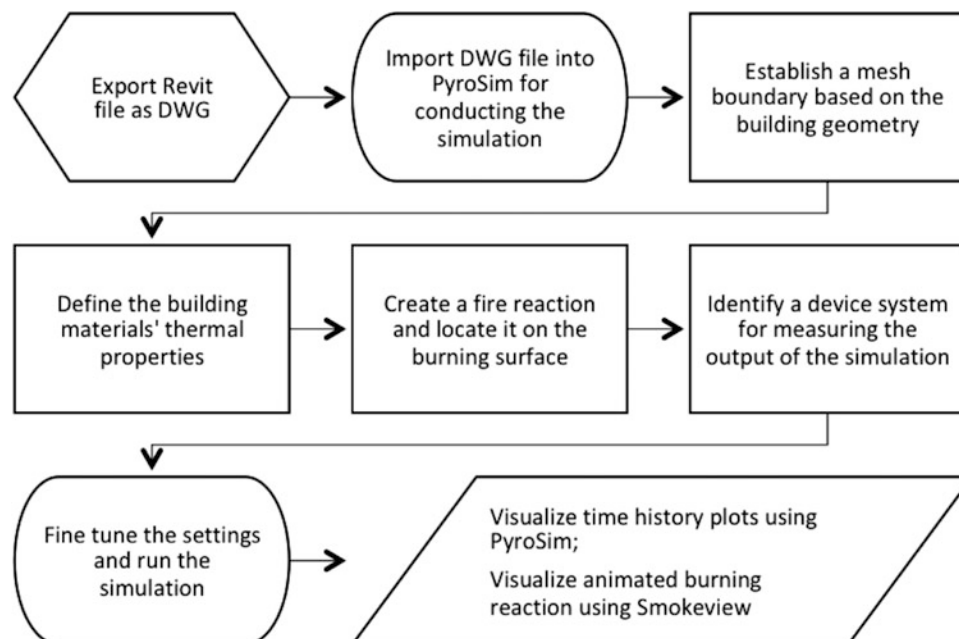 Export Revit
file as DWG
Import DWG file into
PyroSim for
conducting the
simulation
Establish a mesh
boundary based on the
building geometry
Define the building
materials' thermal
properties
Create a fire reaction
and locate it on the
burning surface
Identify a device system
for measuring the
output of the simulation
Fine tune the settings
and run the
simulation
Visualize time history plots using
PyroSim;
Visualize animated burning
reaction using Smokeview